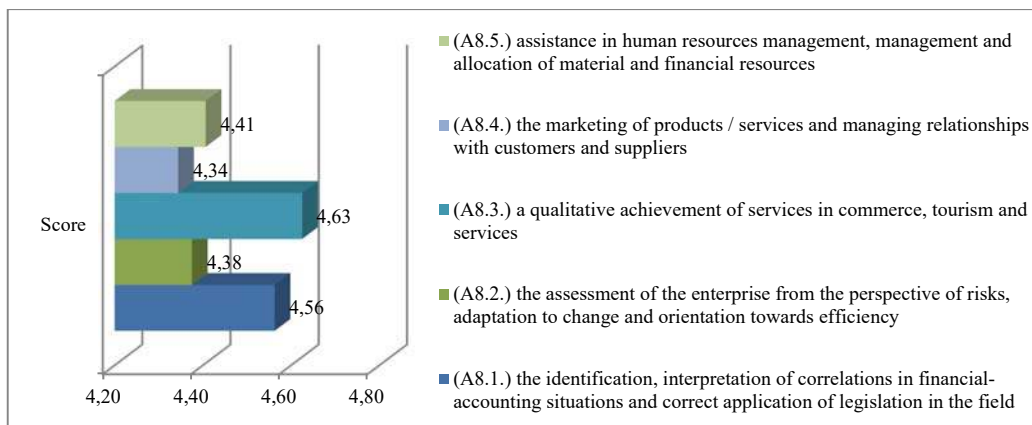 Score
4,41
4,34
4,63
4,38
4,56
4,20 4,40 4,60 4,80
(A8.5.) assistance in human resources management, management and
allocation of material and financial resources
(A8.4.) the marketing of products / services and managing relationships
with customers and suppliers
(A8.3.) a qualitative achievement of services in commerce, tourism and
services
(A8.2.) the assessment of the enterprise from the perspective of risks,
adaptation to change and orientation towards efficiency
(A8.1.) the identification, interpretation of correlations in financial-
accounting situations and correct application of legislation in the field